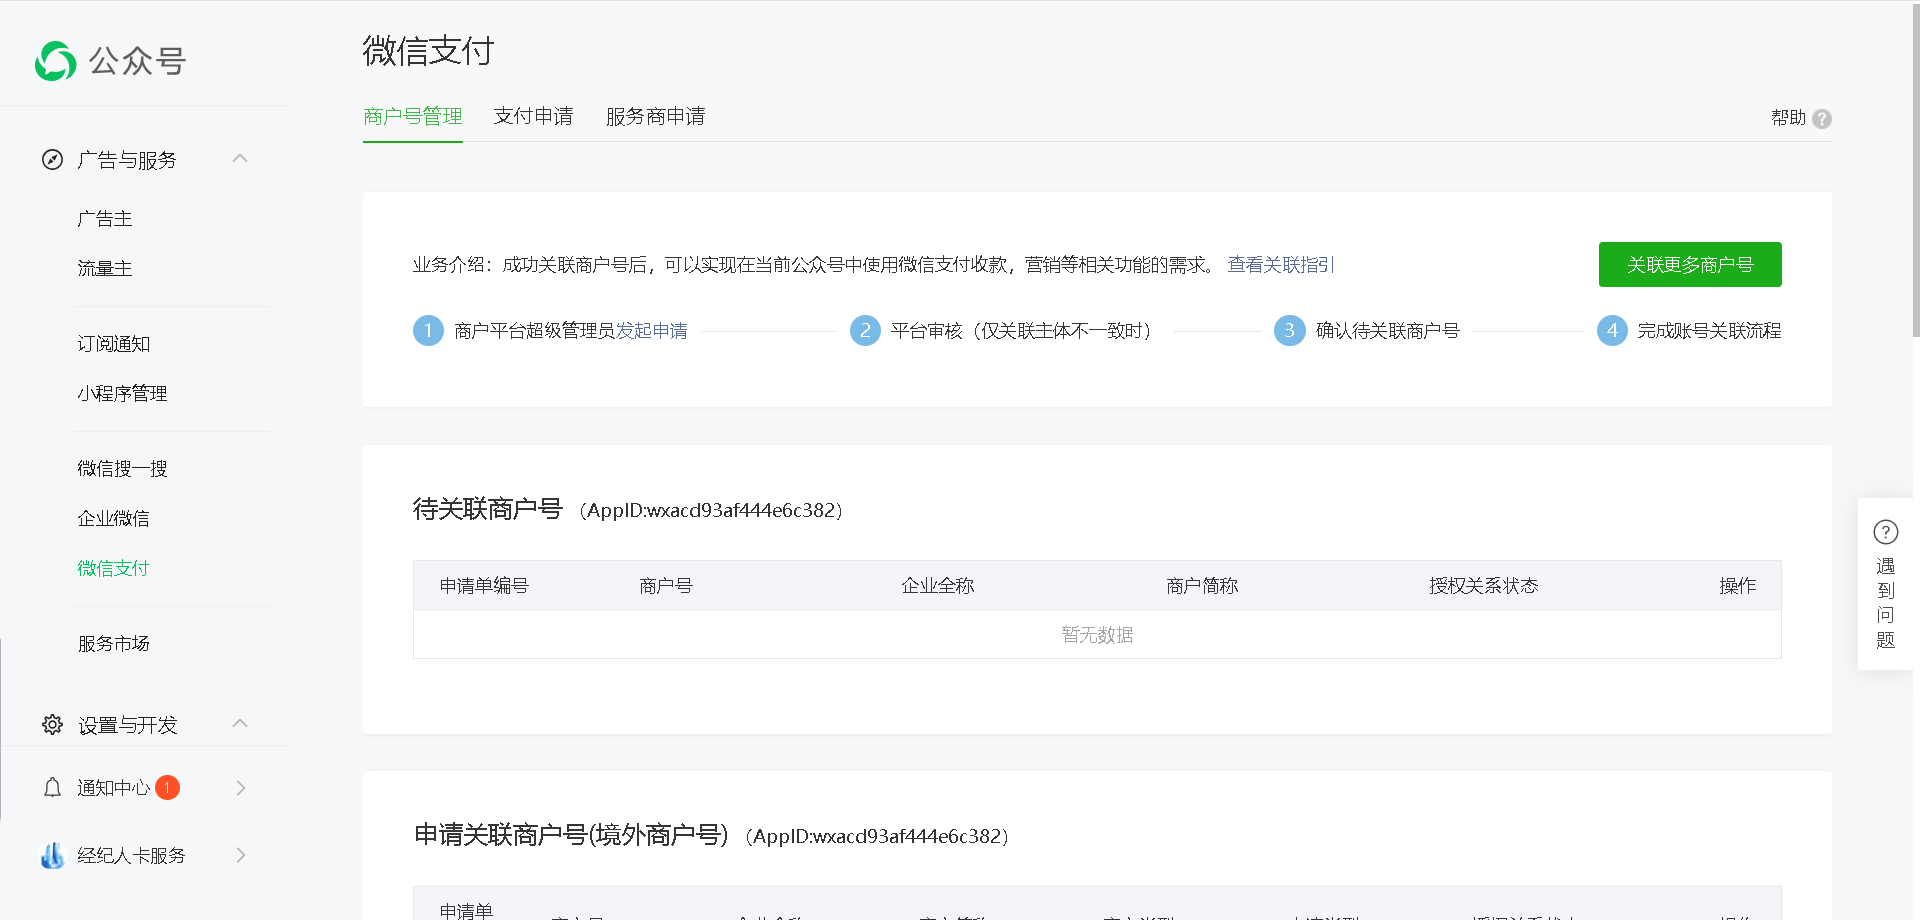 公众号
广告与服务
广告主
流量主
订阅通知
小程序管理
微信搜一搜
企业微信
微信支付
服务市场
设置与开发
通知中心 1
经纪人卡服务
微信支付
商户号管理 支付申请 服务商申请 帮助 ?
业务介绍：成功关联商户号后，可以实现在当前公众号中使用微信支付收款，营销等相关功能的需求。 查看关联指引 关联更多商户号
1 商户平台超级管理员发起申请 2 平台审核（仅关联主体不一致时） 3 确认待关联商户号 4 完成账号关联流程
待关联商户号 （AppID:wxacd93af444e6c382）
申请单编号 商户号 企业全称 商户简称 授权关系状态 操作
暂无数据
申请关联商户号(境外商户号) （AppID:wxacd93af444e6c382）
申请单
?
遇
到
问
题